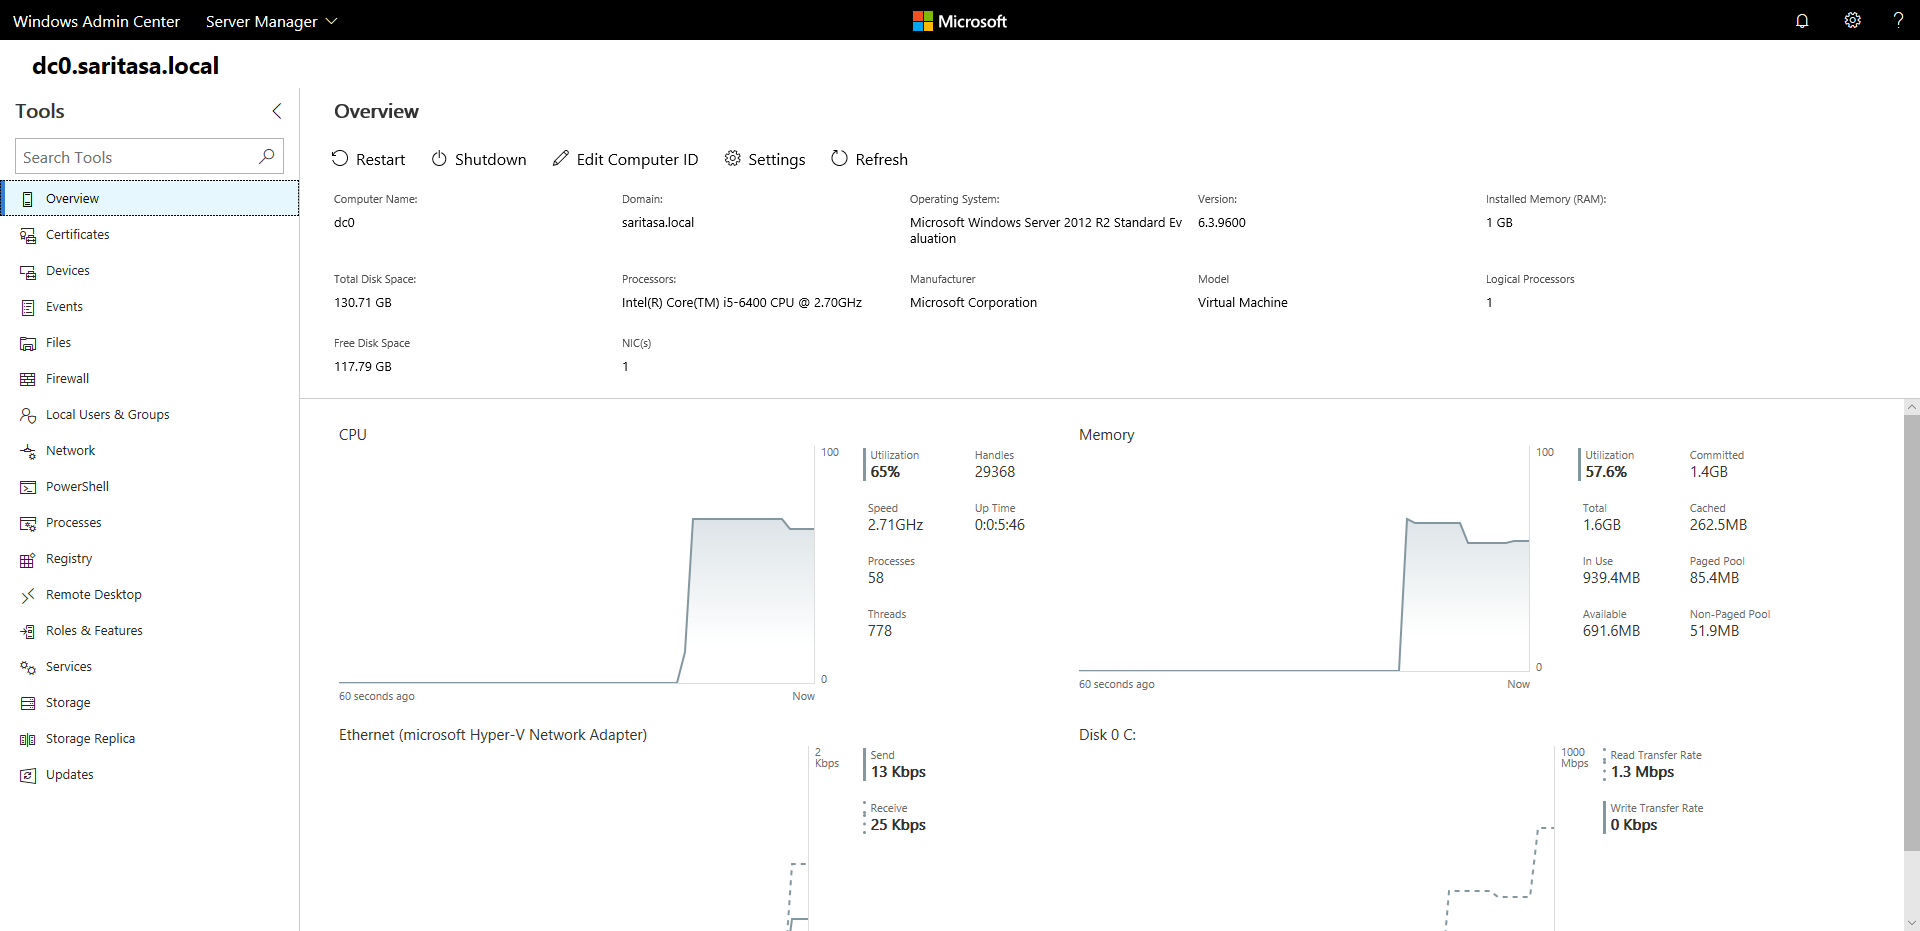 Windows Admin Center Server Manager Microsoft ?
dc0.saritasa.local
Tools
Search Tools
Overview
Certificates
Devices
Events
Files
Firewall
Local Users & Groups
Network
PowerShell
Processes
Registry
Remote Desktop
Roles & Features
Services
Storage
Storage Replica
Updates
Overview
Restart Shutdown Edit Computer ID Settings Refresh
Computer Name:
dc0
Domain:
saritasa.local
Operating System:
Microsoft Windows Server 2012 R2 Standard Ev
aluation
Version:
6.3.9600
Installed Memory (RAM):
1 GB
Total Disk Space:
130.71 GB
Processors:
Intel(R) Core(TM) i5-6400 CPU @ 2.70GHz
Manufacturer
Microsoft Corporation
Model
Virtual Machine
Logical Processors
1
Free Disk Space
117.79 GB
NIC(s)
1
CPU
100
0
60 seconds ago Now
Utilization
65%
Handles
29368
Speed
2.71GHz
Up Time
0:0:5:46
Processes
58
Threads
778
Memory
100
0
60 seconds ago Now
Utilization
57.6%
Committed
1.4GB
Total
1.6GB
Cached
262.5MB
In Use
939.4MB
Paged Pool
85.4MB
Available
691.6MB
Non-Paged Pool
51.9MB
Ethernet (microsoft Hyper-V Network Adapter)
2
Kbps
Send
13 Kbps
Receive
25 Kbps
Disk 0 C:
1000
Mbps
Read Transfer Rate
1.3 Mbps
Write Transfer Rate
0 Kbps